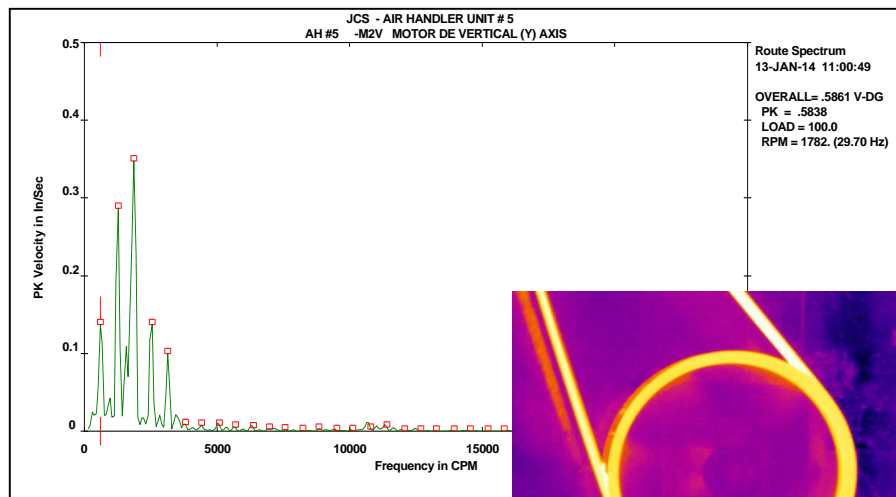 JCS - AIR HANDLER UNIT # 5
AH #5 -M2V MOTOR DE VERTICAL (Y) AXIS
Route Spectrum
13-JAN-14 11:00:49
OVERALL= .5861 V-DG
PK = .5838
LOAD = 100.0
RPM = 1782. (29.70 Hz)
PK Velocity in In/Sec
0.5
0.4
0.3
0.2
0.1
0
0
5000
10000
15000
Frequency in CPM